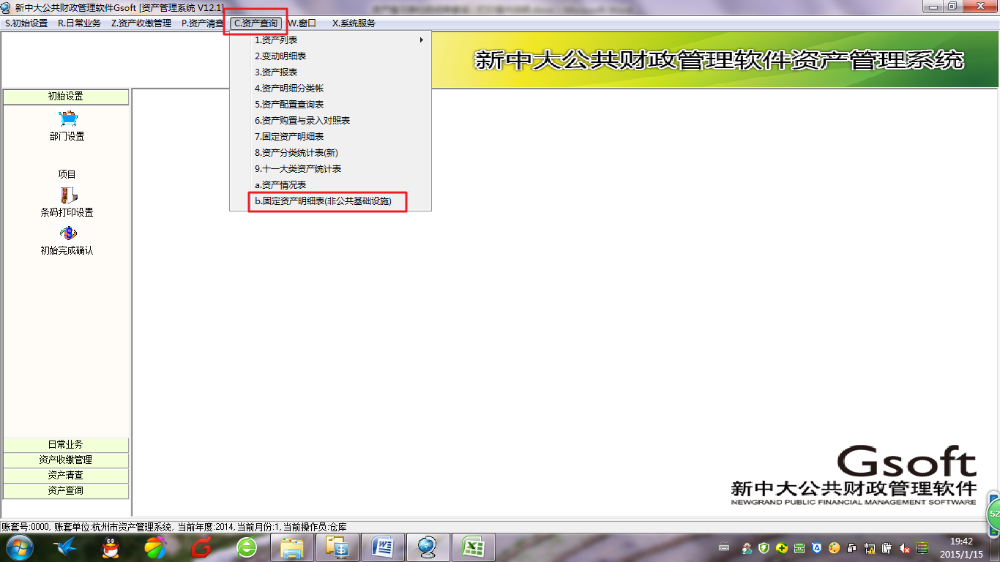 新中大公共财政管理软件Gsoft [资产管理系统 V12.1]
S.初始设置 R.日常业务 Z.资产收缴管理 P.资产清查 C.资产查询 W.窗口 X.系统服务
1.资产列表
2.变动明细表
3.资产报表
4.资产明细分类帐
5.资产配置查询表
6.资产购置与录入对照表
7.固定资产明细表
8.资产分类统计表(新)
9.十一大类资产统计表
a.资产情况表
b.固定资产明细表(非公共基础设施)
新中大公共财政管理软件资产管理系统
初始设置
部门设置
项目
条码打印设置
初始完成确认
日常业务
资产收缴管理
资产清查
资产查询
Gsoft
新中大公共财政管理软件
NEWGRAND PUBLIC FINANCIAL MANAGEMENT SOFTWARE
52
账套号:0000, 账套单位:杭州市资产管理系统, 当前年度:2014,当前月份:1,当前操作员:仓库
19:42
2015/1/15